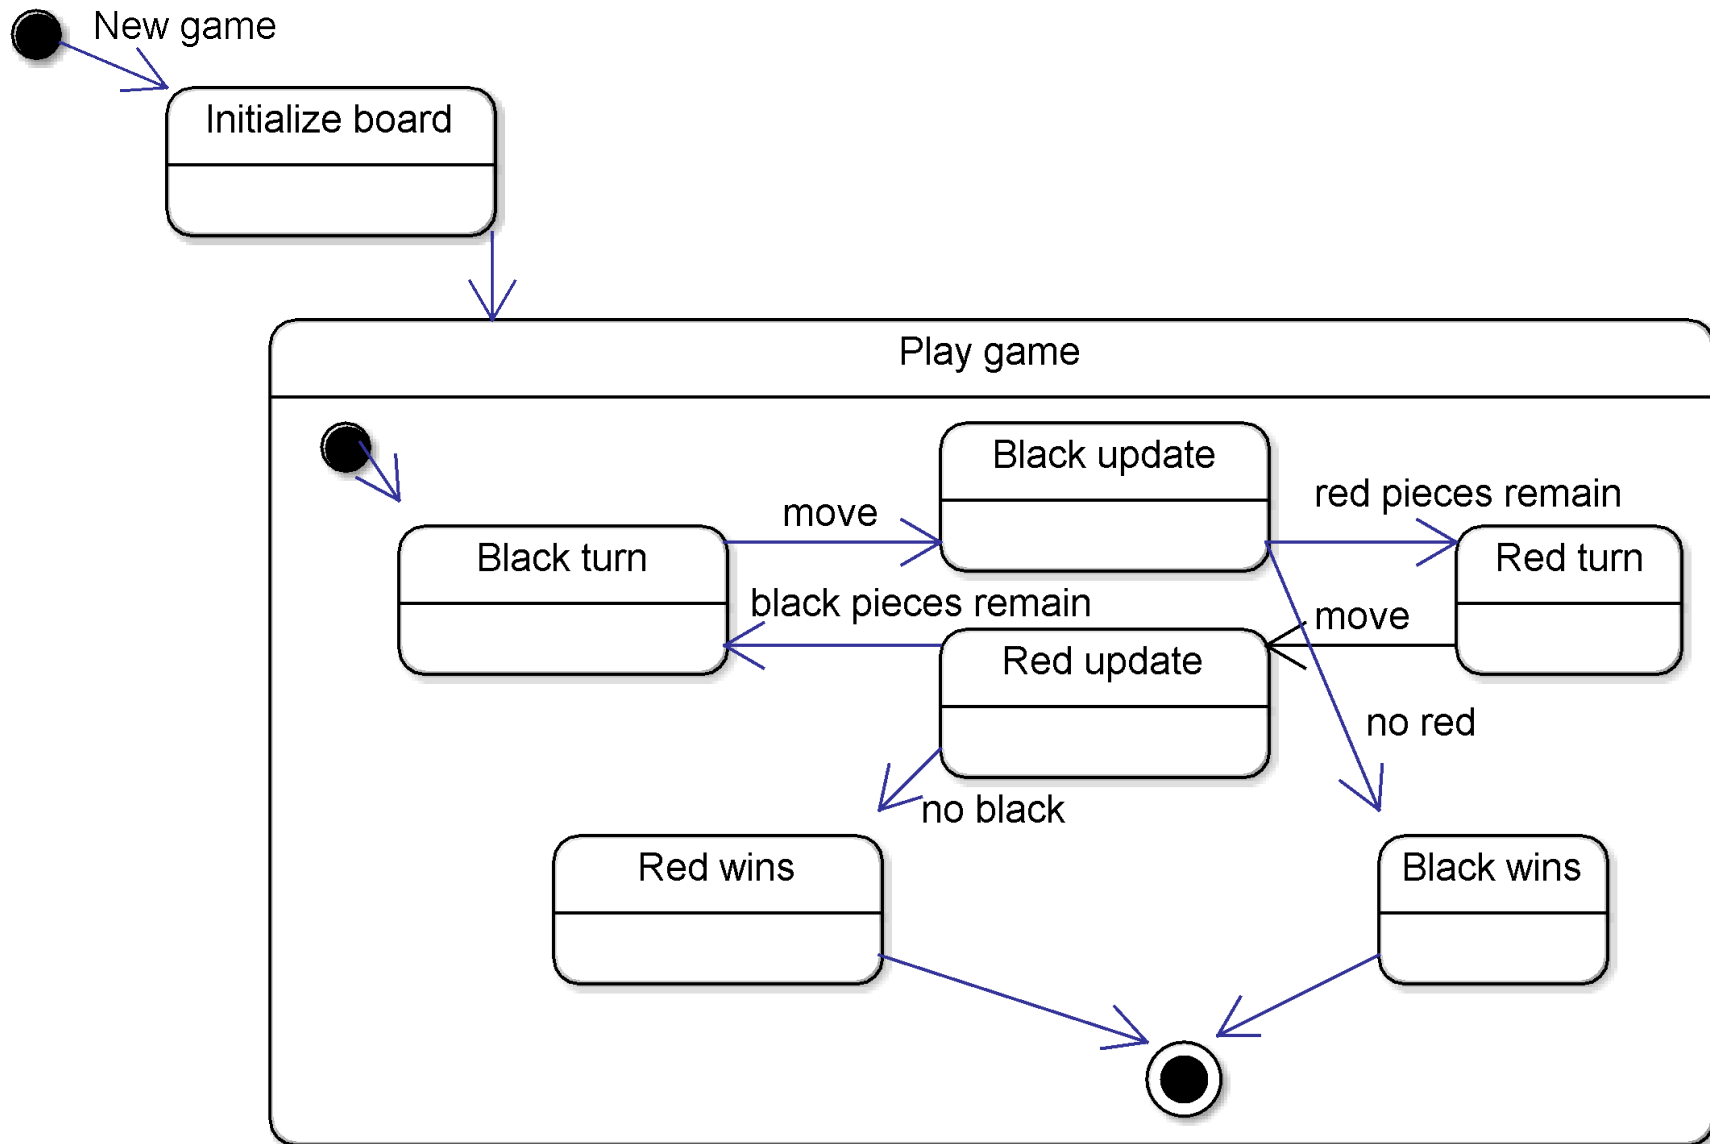 New game
Initialize board
Play game
Black update
red pieces remain
move
Black turn
Red turn
black pieces remain
move
Red update
no red
no black
Red wins
Black wins